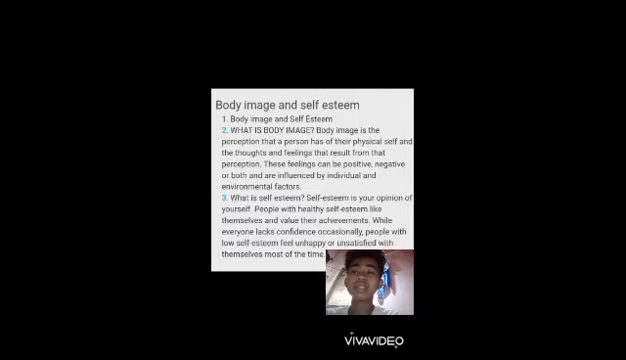 Body image and self esteem
1. Body Image and Self Esteem
2. WHAT IS BODY IMAGE? Body image is the
perception that a person has of their physical self and
the thoughts and feelings that result from that
perception. These feelings can be positive, negative
or both and are influenced by individual and
environmental factors.
3. What is self esteem? Self-esteem is your opinion of
yourself. People with healthy self-esteem like
themselves and value their achievements. While
everyone lacks confidence occasionally, people with
low self-esteem feel unhappy or unsatisfied with
themselves most of the time.
VIVAVIDEO